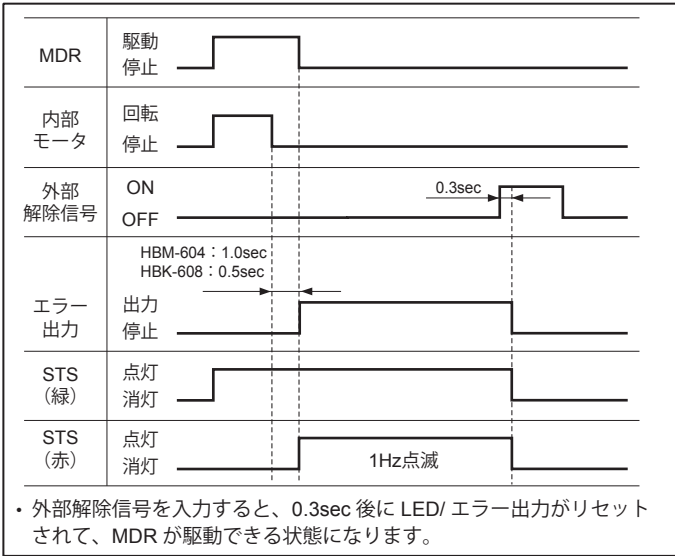 MDR
駆動
停止
内部
モータ
回転
停止
外部
解除信号
ON
OFF
0.3sec
HBM-604：1.0sec
HBK-608：0.5sec
エラー
出力
出力
停止
STS
（緑）
点灯
消灯
STS
（赤）
点灯
消灯
1Hz点滅
・外部解除信号を入力すると、0.3sec 後に LED/ エラー出力がリセット
されて、MDR が駆動できる状態になります。